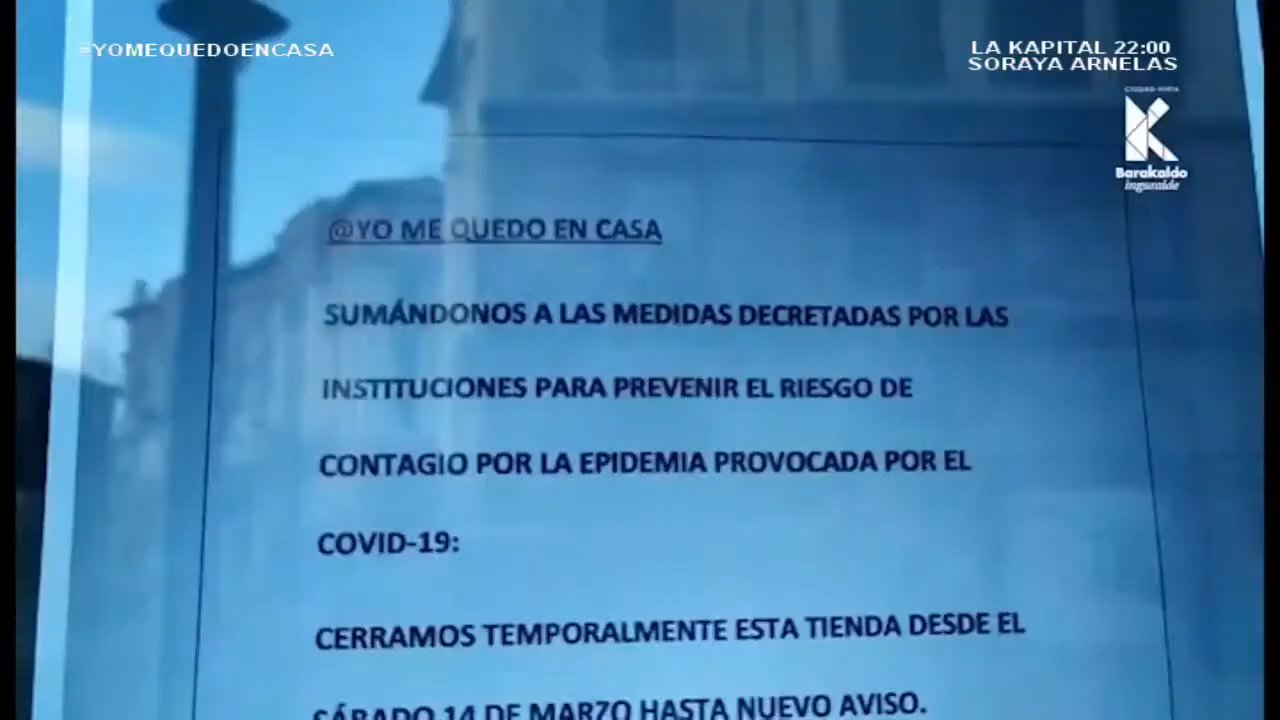 #YOMEQUEDOENCASA
LA KAPITAL 22:00
SORAYA ARNELAS
Barakaldo
inguralde
@YO ME QUEDO EN CASA
SUMÁNDONOS A LAS MEDIDAS DECRETADAS POR LAS
INSTITUCIONES PARA PREVENIR EL RIESGO DE
CONTAGIO POR LA EPIDEMIA PROVOCADA POR EL
COVID-19:
CERRAMOS TEMPORALMENTE ESTA TIENDA DESDE EL
SÁBADO 14 DE MARZO HASTA NUEVO AVISO.